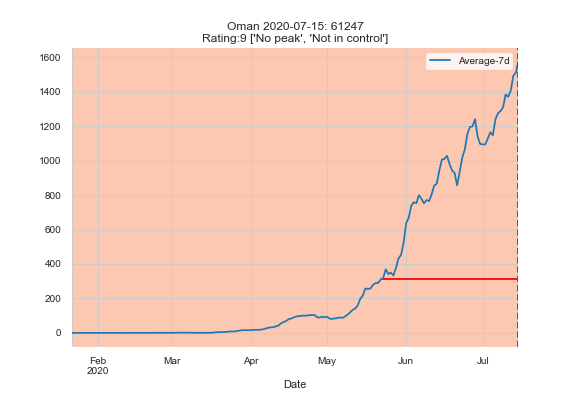 Oman 2020-07-15: 61247
Rating:9 ['No peak', 'Not in control']
Average-7d
1600
1400
1200
1000
800
600
400
200
0
Feb
2020
Mar
Apr
May
Jun
Jul
Date